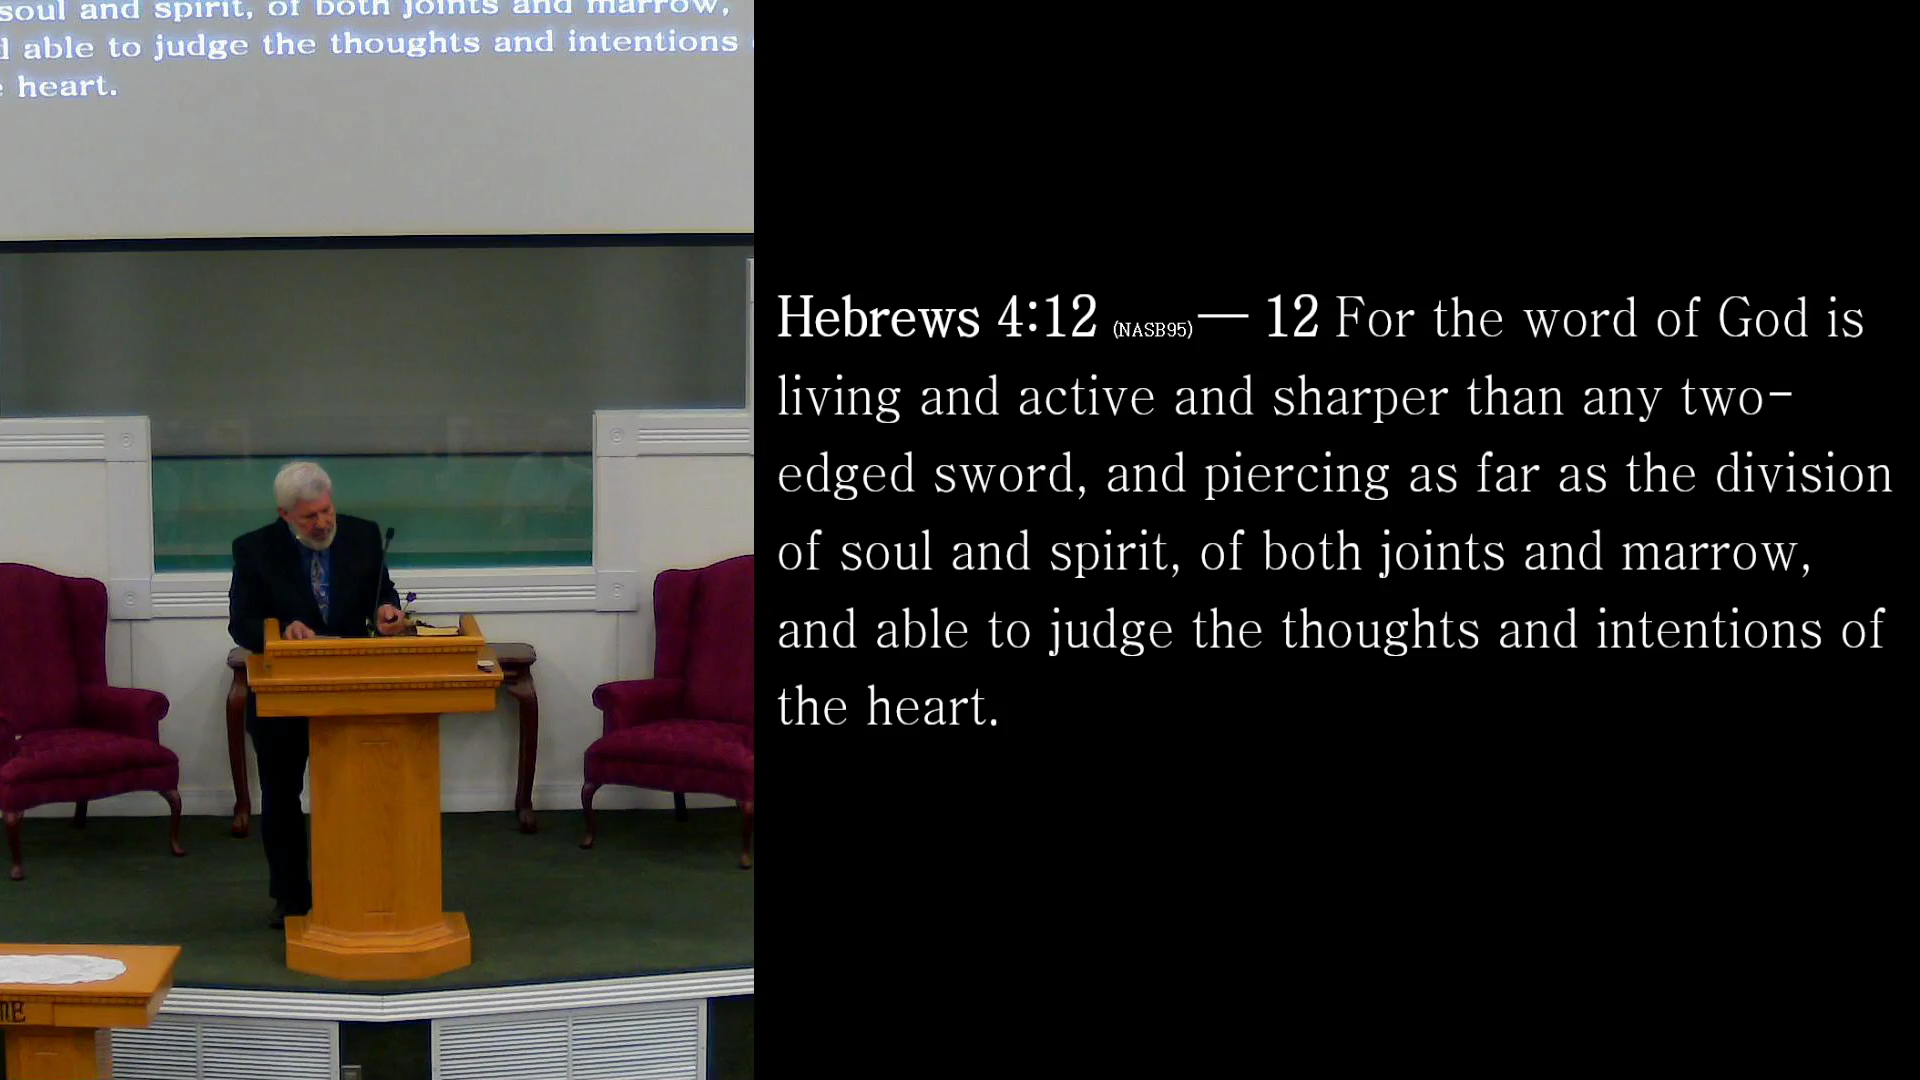 soul and spirit, of both joints and marrow,
able to judge the thoughts and intentions
heart.
Hebrews 4:12 (NASB95)— 12 For the word of God is
living and active and sharper than any two-
edged sword, and piercing as far as the division
of soul and spirit, of both joints and marrow,
and able to judge the thoughts and intentions of
the heart.
ME